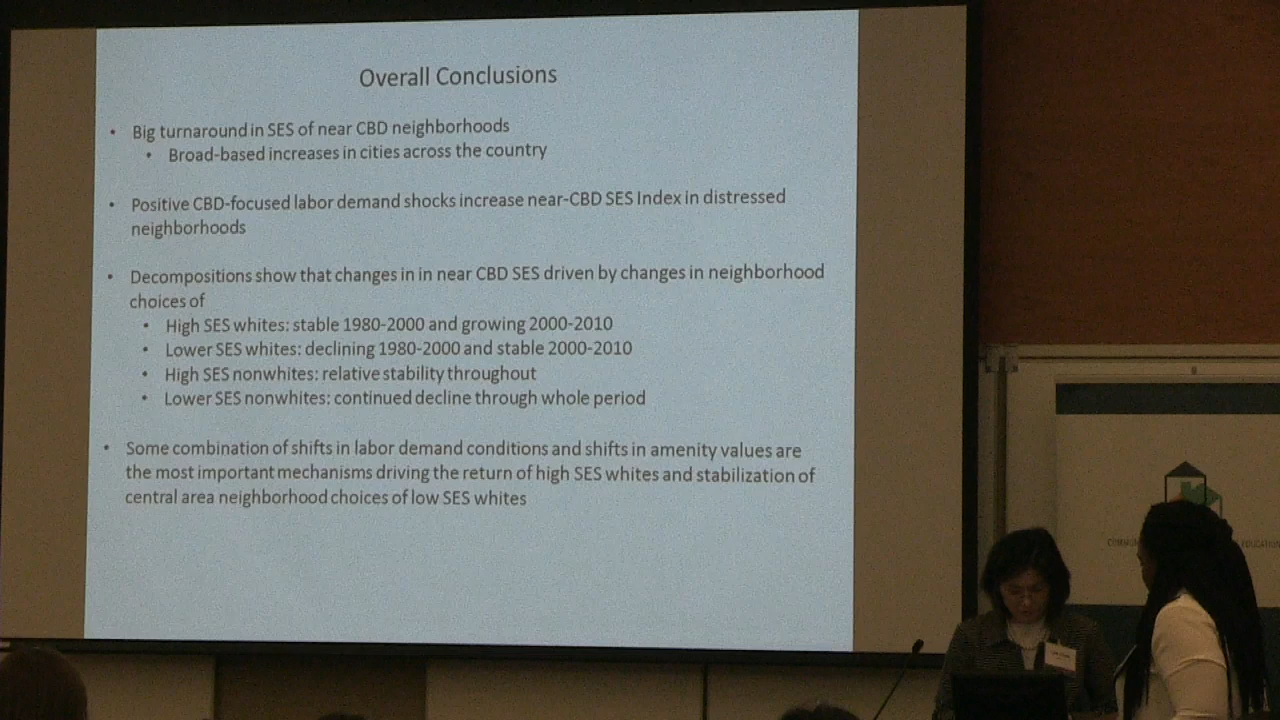 Overall Conclusions
• Big turnaround in SES of near CBD neighborhoods
• Broad-based increases in cities across the country
• Positive CBD-focused labor demand shocks increase near-CBD SES Index in distressed
neighborhoods
• Decompositions show that changes in in near CBD SES driven by changes in neighborhood
choices of
• High SES whites: stable 1980-2000 and growing 2000-2010
• Lower SES whites: declining 1980-2000 and stable 2000-2010
• High SES nonwhites: relative stability throughout
• Lower SES nonwhites: continued decline through whole period
• Some combination of shifts in labor demand conditions and shifts in amenity values are
the most important mechanisms driving the return of high SES whites and stabilization of
central area neighborhood choices of low SES whites